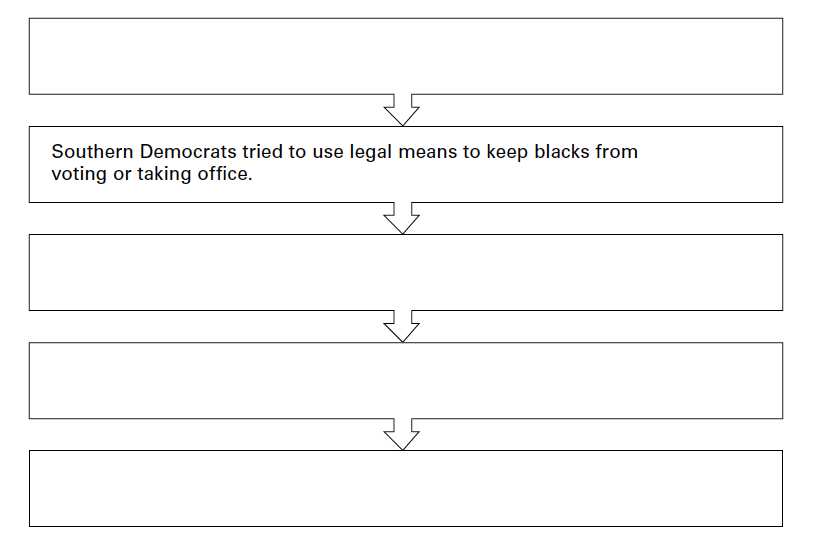 Southern Democrats tried to use legal means to keep blacks from
voting or taking office.